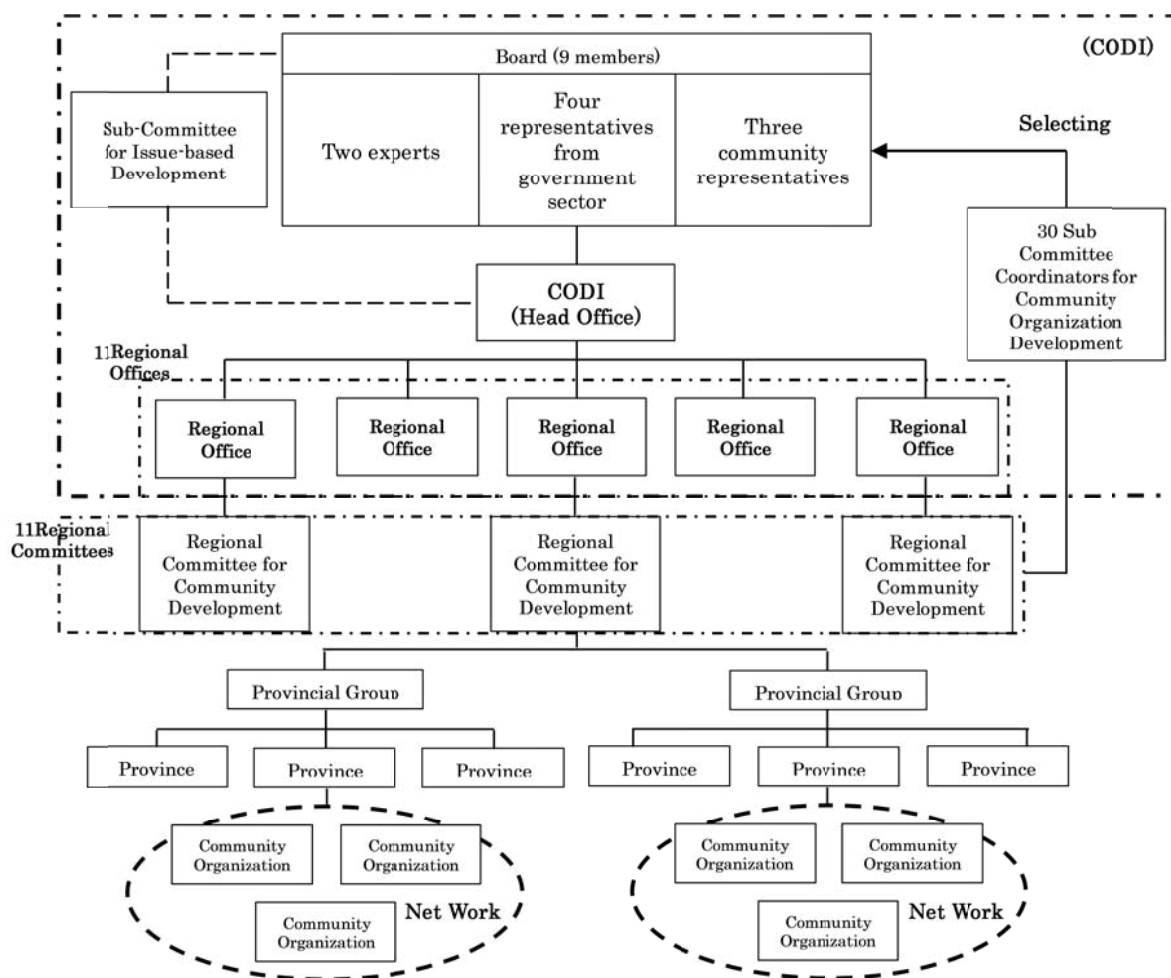 (CODI)
Board (9 members)
Sub-Committee
for Issue-based
Development
Two experts
Four
representatives
from
government
sector
Three
community
representatives
Selecting
30 Sub
Committee
Coordinators for
Community
Organization
Development
CODI
(Head Office)
11Regional
Offices
Regional
Office
Regional
Office
Regional
Office
Regional
Office
Regional
Office
11Regional
Committees
Regional
Committee for
Community
Development
Regional
Committee for
Community
Development
Regional
Committee for
Community
Development
Provincial Group
Provincial Group
Province
Province
Province
Province
Province
Province
Community
Organization
Community
Organization
Community
Organization
Net Work
Community
Organization
Community
Organization
Community
Organization
Net Work